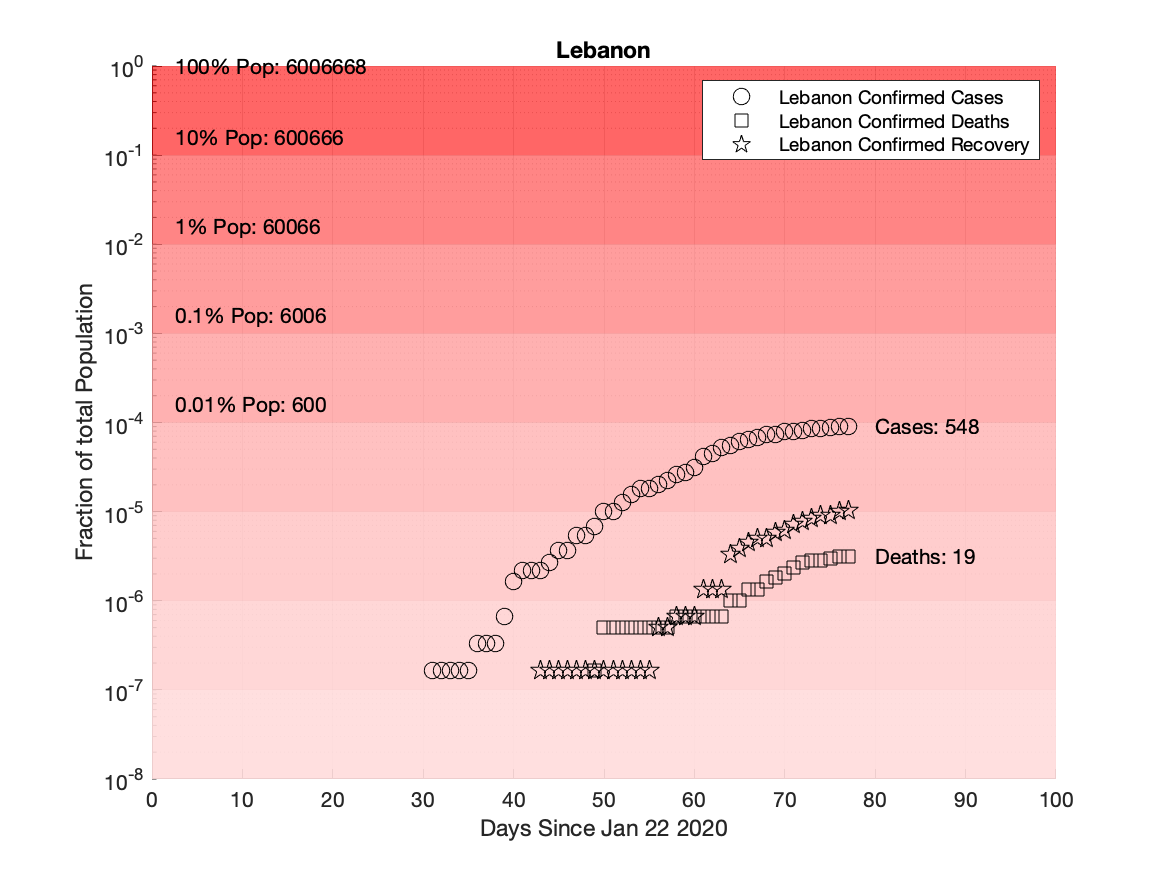 Lebanon
10^0
100% Pop: 6006668
Lebanon Confirmed Cases
Lebanon Confirmed Deaths
Lebanon Confirmed Recovery
10% Pop: 600666
10^-1
1% Pop: 60066
10^-2
0.1% Pop: 6006
10^-3
0.01% Pop: 600
10^-4
Cases: 548
10^-5
Deaths: 19
10^-6
10^-7
10^-8
Fraction of total Population
0 10 20 30 40 50 60 70 80 90 100
Days Since Jan 22 2020